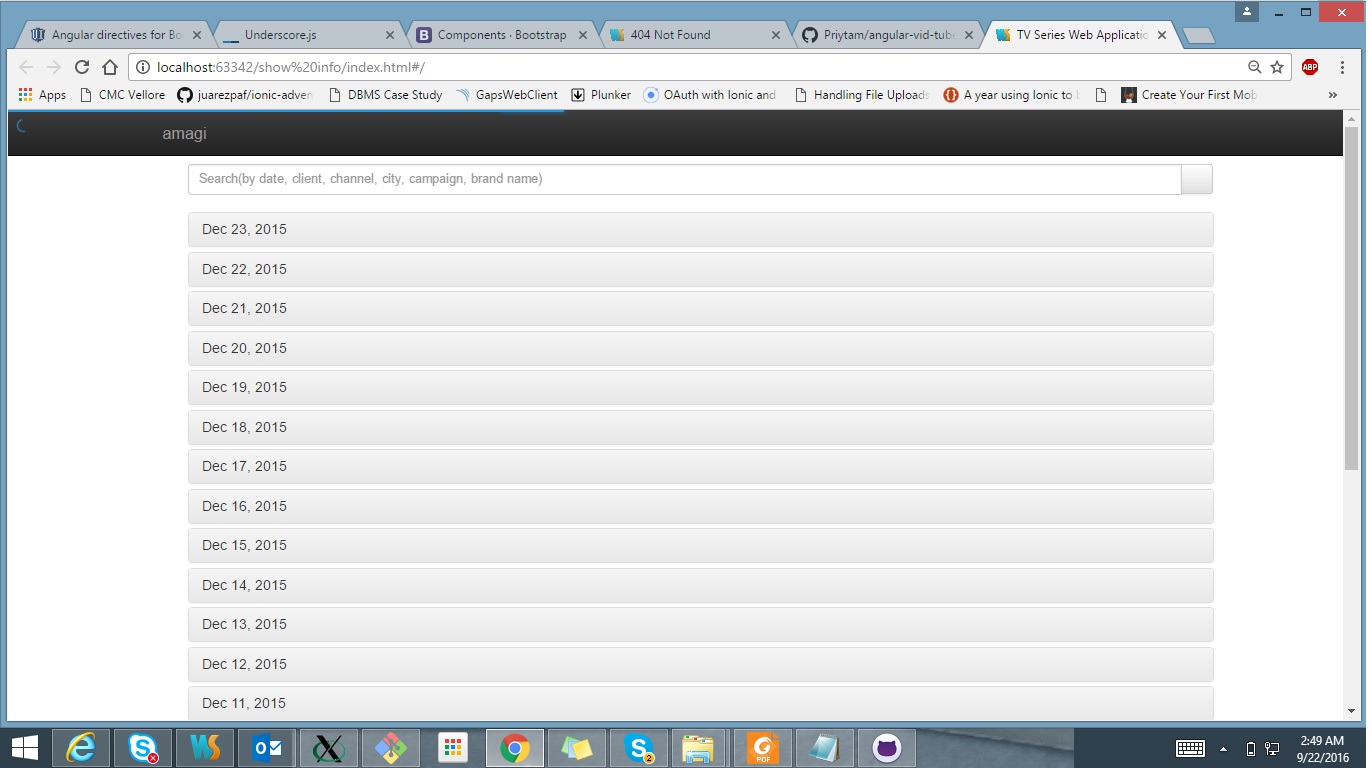 Angular directives for Bo
Underscore.js
Components · Bootstrap
404 Not Found
Priytam/angular-vid-tube
TV Series Web Applicatio
localhost:63342/show%20info/index.html#/
ABP
Apps
CMC Vellore
juarezpaf/ionic-adven
DBMS Case Study
GapsWebClient
Plunker
OAuth with Ionic and
Handling File Uploads
A year using Ionic to b
Create Your First Mob
»
amagi
Search(by date, client, channel, city, campaign, brand name)
Dec 23, 2015
Dec 22, 2015
Dec 21, 2015
Dec 20, 2015
Dec 19, 2015
Dec 18, 2015
Dec 17, 2015
Dec 16, 2015
Dec 15, 2015
Dec 14, 2015
Dec 13, 2015
Dec 12, 2015
Dec 11, 2015
2
PDF
2:49 AM
9/22/2016